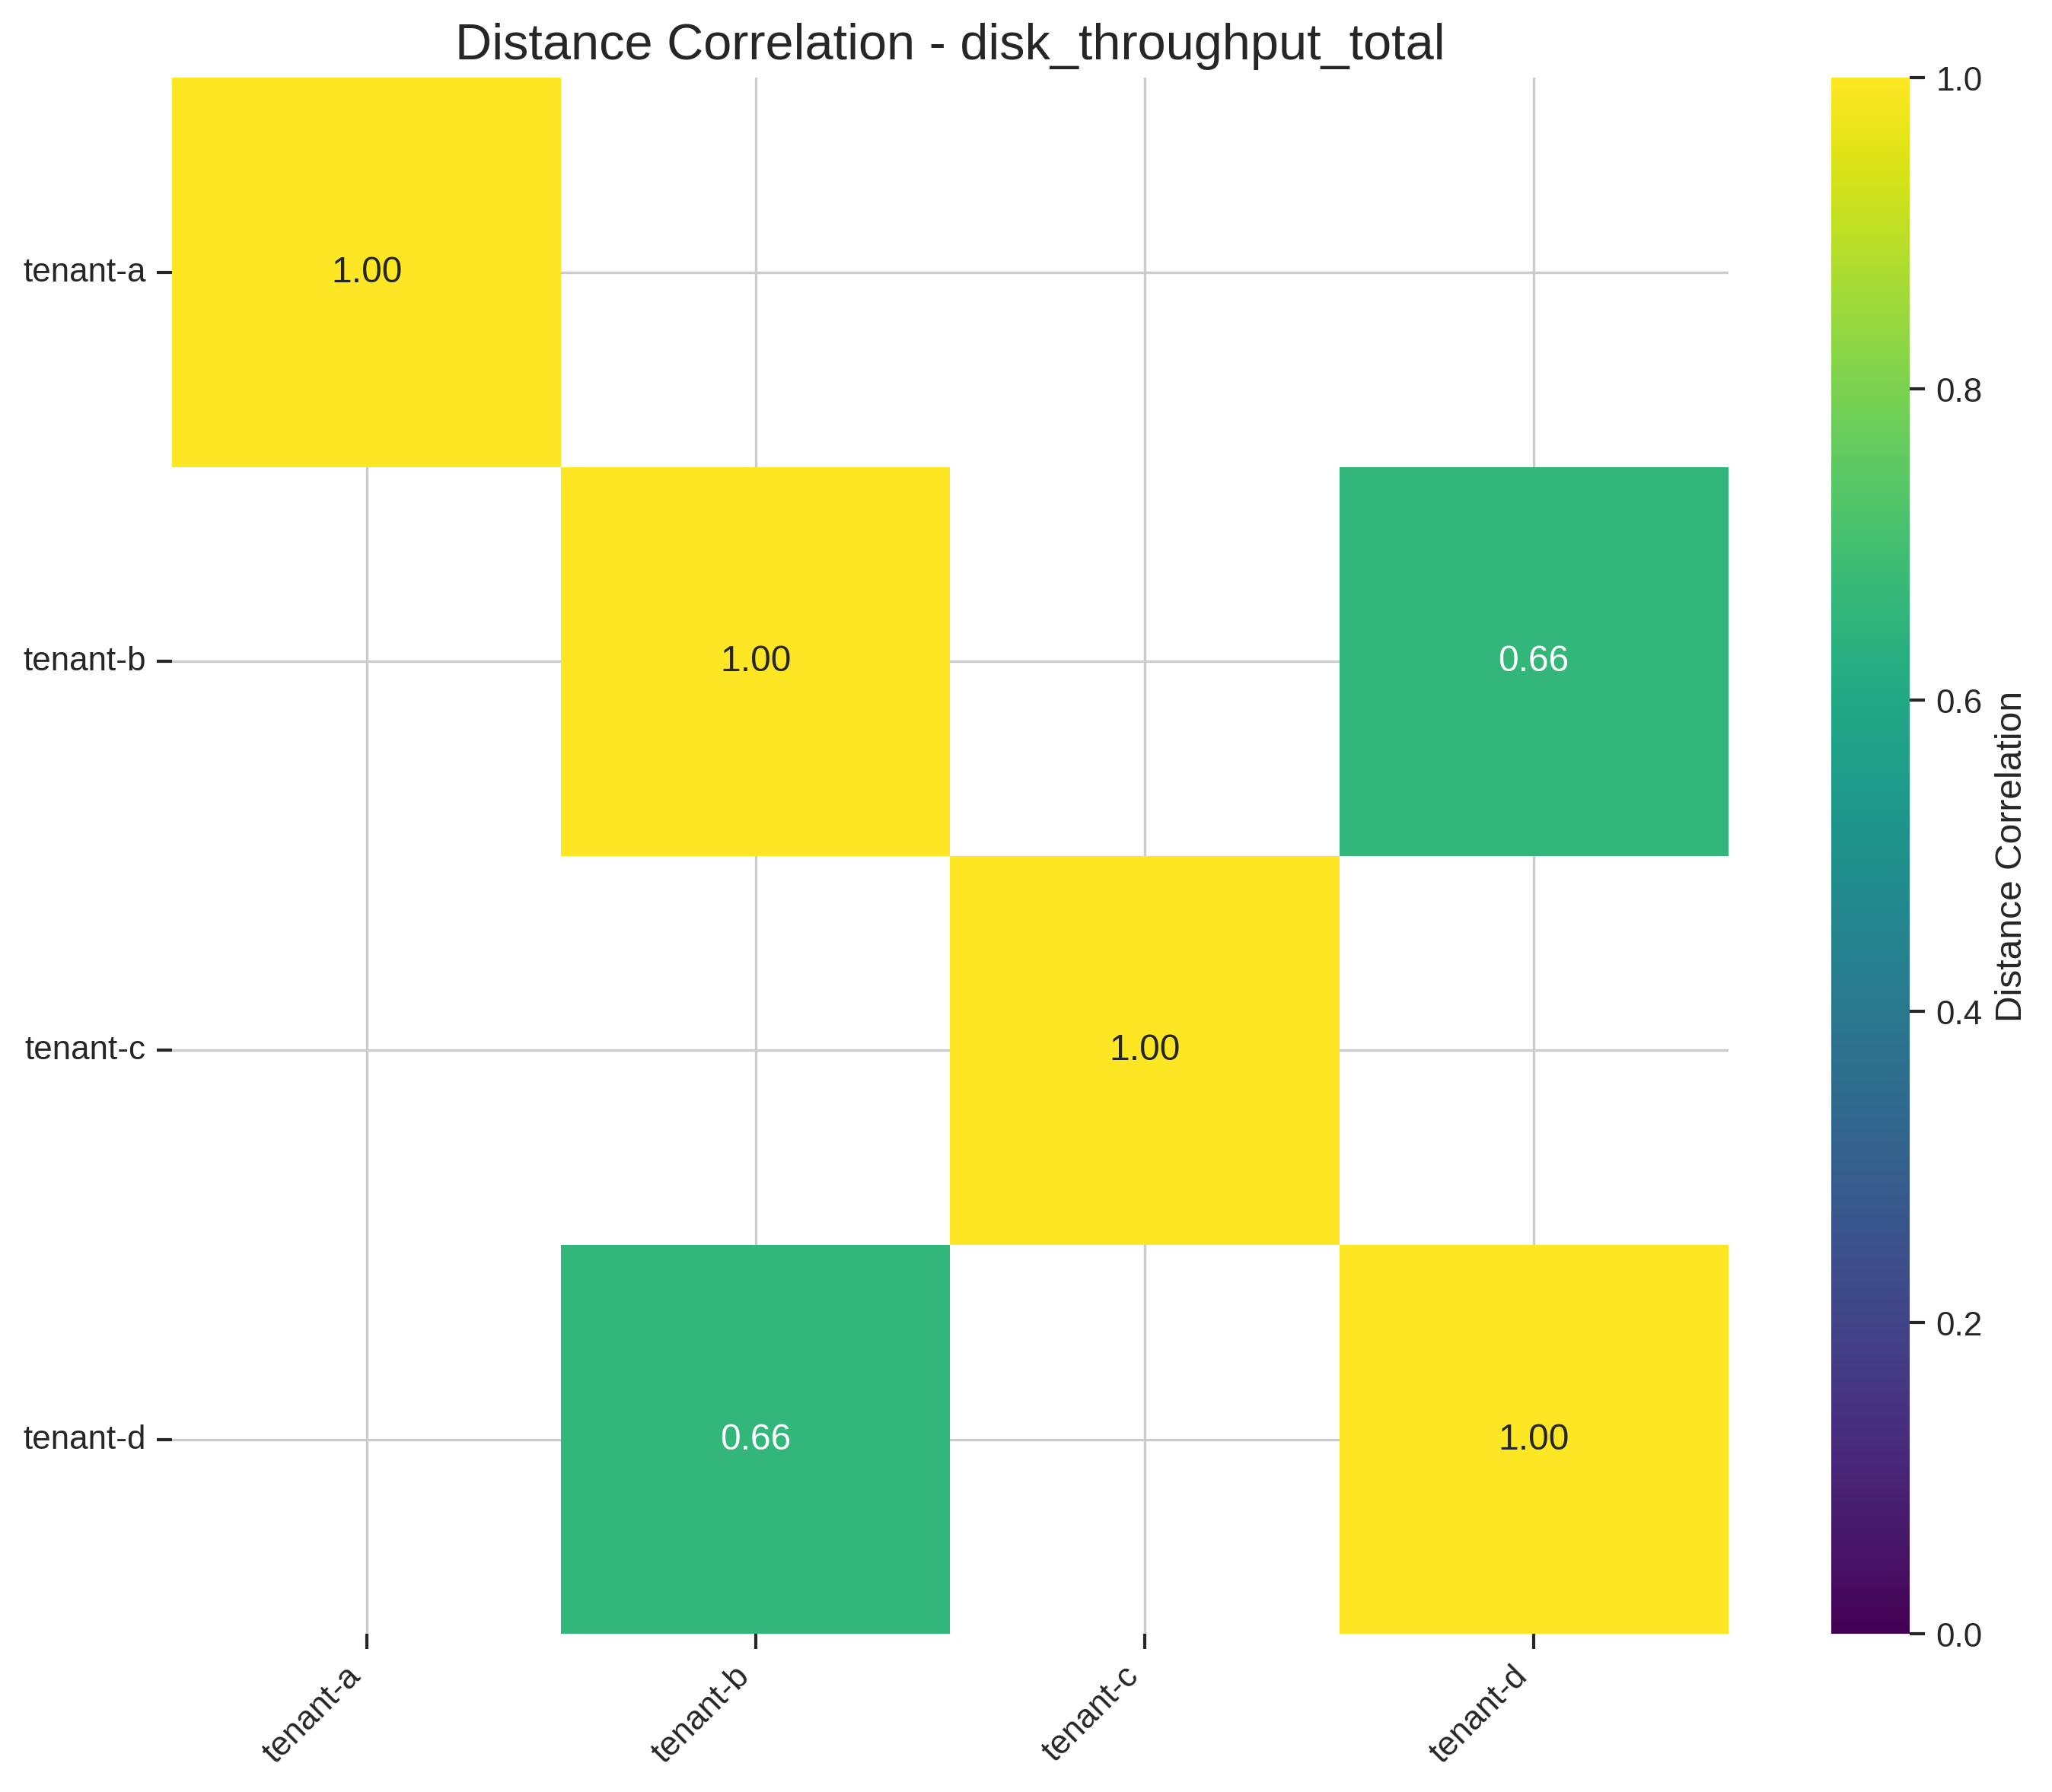 Distance Correlation - disk_throughput_total
tenant-a
1.00
tenant-b
1.00
0.66
tenant-c
1.00
tenant-d
0.66
1.00
tenant-a
tenant-b
tenant-c
tenant-d
1.0
0.8
0.6
0.4
0.2
0.0
Distance Correlation